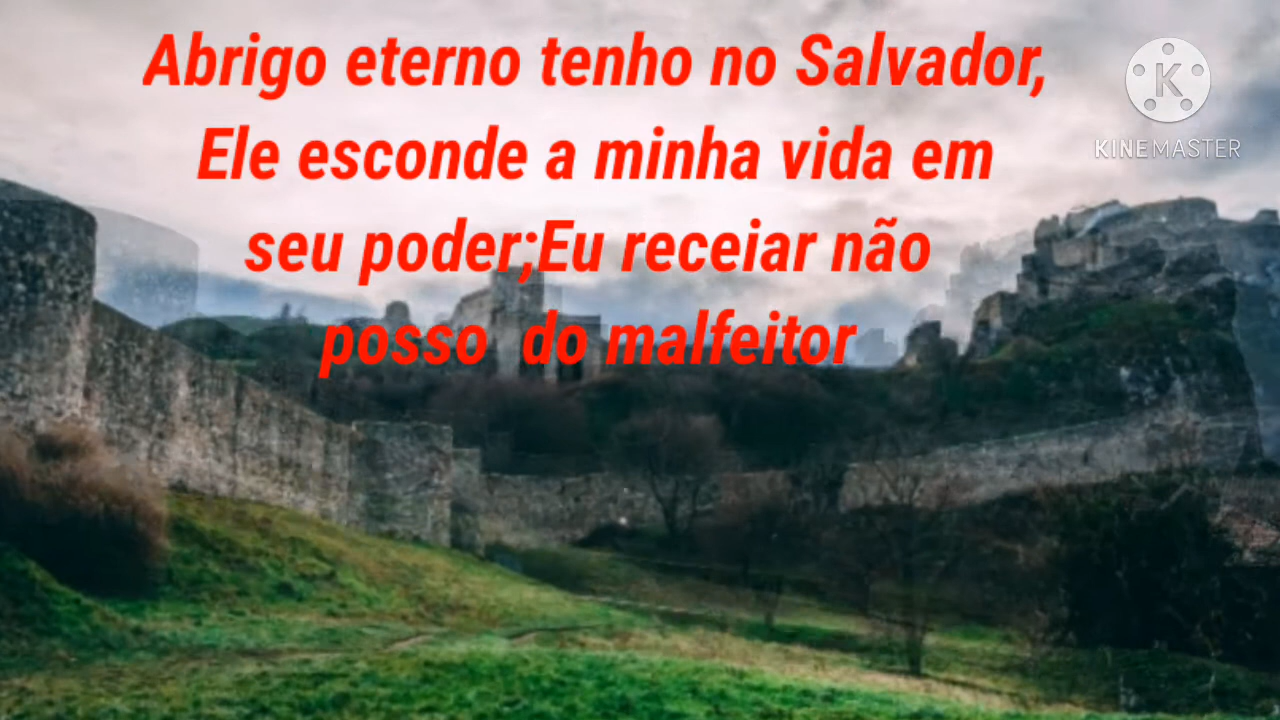 Abrigo eterno tenho no Salvador,
Ele esconde a minha vida em
seu poder;Eu receiar não
posso  do malfeitor
K
KINEMASTER